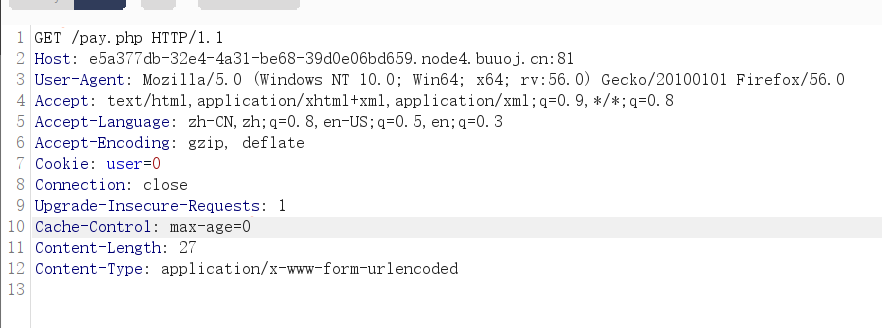 1 GET /pay.php HTTP/1.1
2 Host: e5a377db-32e4-4a31-be68-39d0e06bd659.node4.buuoj.cn:81
3 User-Agent: Mozilla/5.0 (Windows NT 10.0; Win64; x64; rv:56.0) Gecko/20100101 Firefox/56.0
4 Accept: text/html,application/xhtml+xml,application/xml;q=0.9,*/*;q=0.8
5 Accept-Language: zh-CN,zh;q=0.8,en-US;q=0.5,en;q=0.3
6 Accept-Encoding: gzip, deflate
7 Cookie: user=0
8 Connection: close
9 Upgrade-Insecure-Requests: 1
10 Cache-Control: max-age=0
11 Content-Length: 27
12 Content-Type: application/x-www-form-urlencoded
13